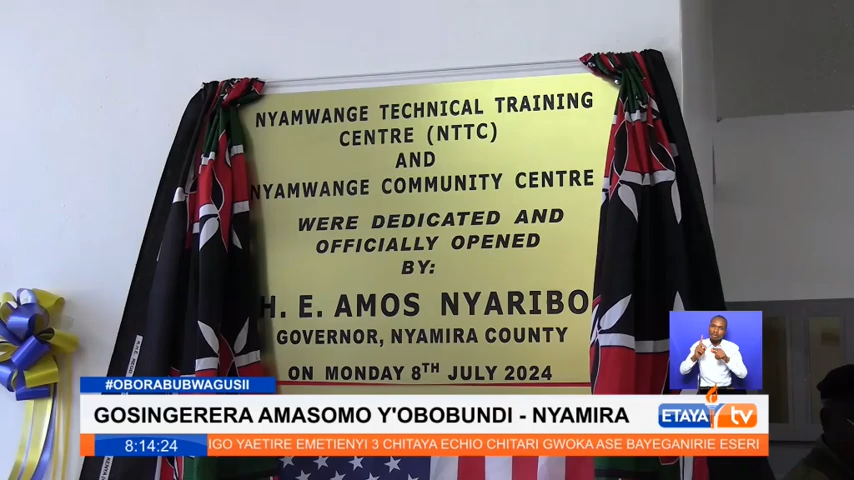 NYAMWANGE TECHNICAL TRAINING
CENTRE (NTTC)
AND
NYAMWANGE COMMUNITY CENTRE
WERE DEDICATED AND
OFFICIALLY OPENED
BY:
H. E. AMOS NYARIBO
GOVERNOR, NYAMIRA COUNTY
ON MONDAY 8TH JULY 2024
#OBORABUBWAGUSII
GOSINGERERA AMASOMO Y'OBOBUNDI - NYAMIRA
ETAYA tv
8:14:24
IGO YAETIRE EMETIENYI 3 CHITAYA ECHIO CHITARI GWOKA ASE BAYEGANIRIE ESERI